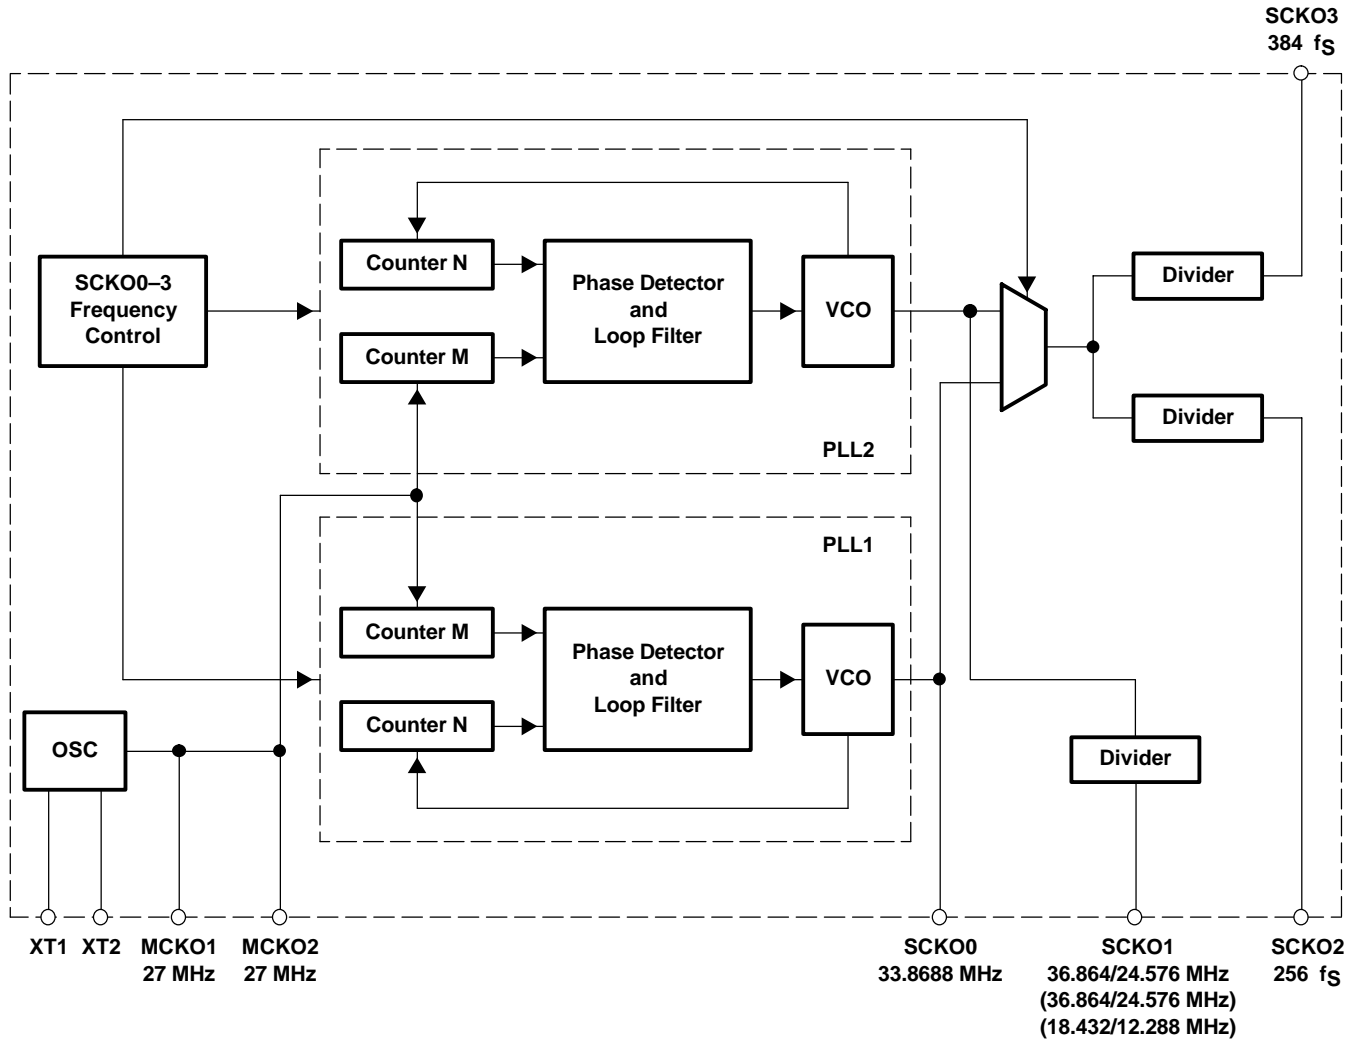 SCKO3
384 fS
SCKO0–3
Frequency
Control
Counter N
Counter M
Phase Detector
and
Loop Filter
VCO
PLL2
Divider
Divider
PLL1
Counter M
Counter N
Phase Detector
and
Loop Filter
VCO
OSC
Divider
XT1
XT2
MCKO1
27 MHz
MCKO2
27 MHz
SCKO0
33.8688 MHz
SCKO1
36.864/24.576 MHz
(36.864/24.576 MHz)
(18.432/12.288 MHz)
SCKO2
256 fS